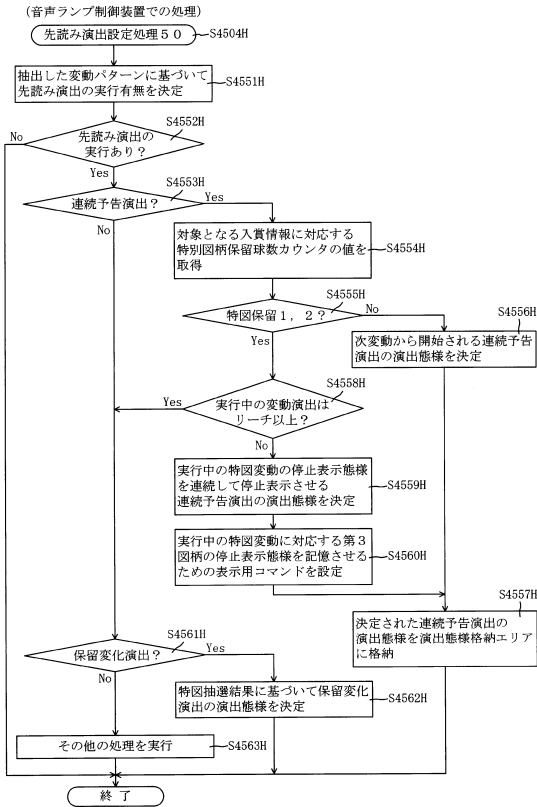 (音声ランプ制御装置での処理)
先読み演出設定処理50
S4504H
抽出した変動パターンに基づいて
先読み演出の実行有無を決定
S4551H
S4552H
先読み演出の
実行あり?
No
Yes
S4553H
連続予告演出?
Yes
No
対象となる入賞情報に対応する
特別図柄保留球数カウンタの値を
取得
S4554H
S4555H
特図保留1,2?
No
Yes
S4556H
次変動から開始される連続予告
演出の演出態様を決定
S4558H
実行中の変動演出は
リーチ以上?
Yes
No
実行中の特図変動の停止表示態様
を連続して停止表示させる
連続予告演出の演出態様を決定
S4559H
実行中の特図変動に対応する第3
図柄の停止表示態様を記憶させる
ための表示用コマンドを設定
S4560H
S4557H
決定された連続予告演出の
演出態様を演出態様格納エリア
に格納
S4561H
保留変化演出?
Yes
No
特図抽選結果に基づいて保留変化
演出の演出態様を決定
S4562H
その他の処理を実行
S4563H
終了